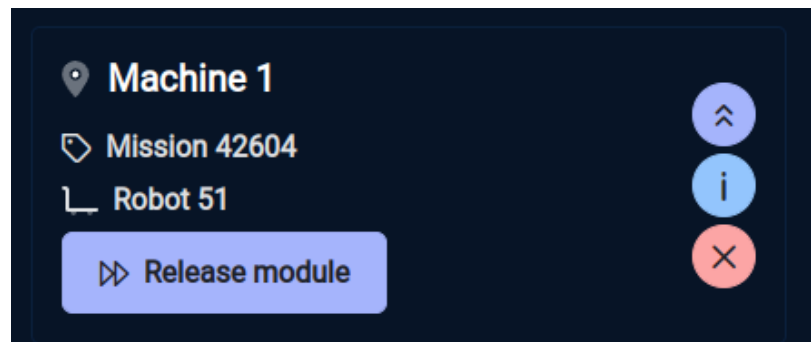 Machine 1
Mission 42604
Robot 51
Release module
i